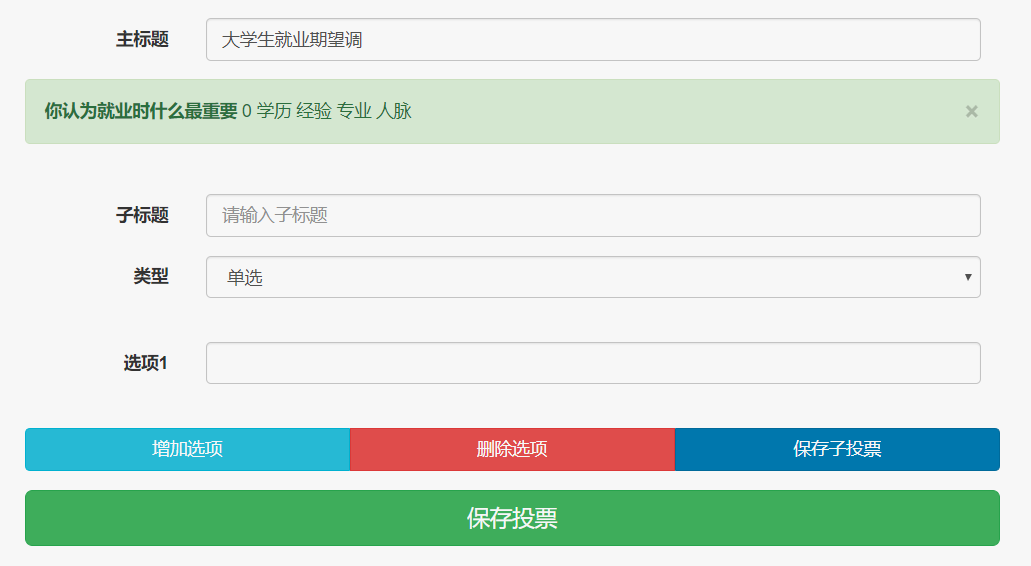 主标题 大学生就业期望调
你认为就业时什么最重要 0 学历 经验 专业 人脉 ×
子标题 请输入子标题
类型 单选
选项1
增加选项 删除选项 保存子投票
保存投票